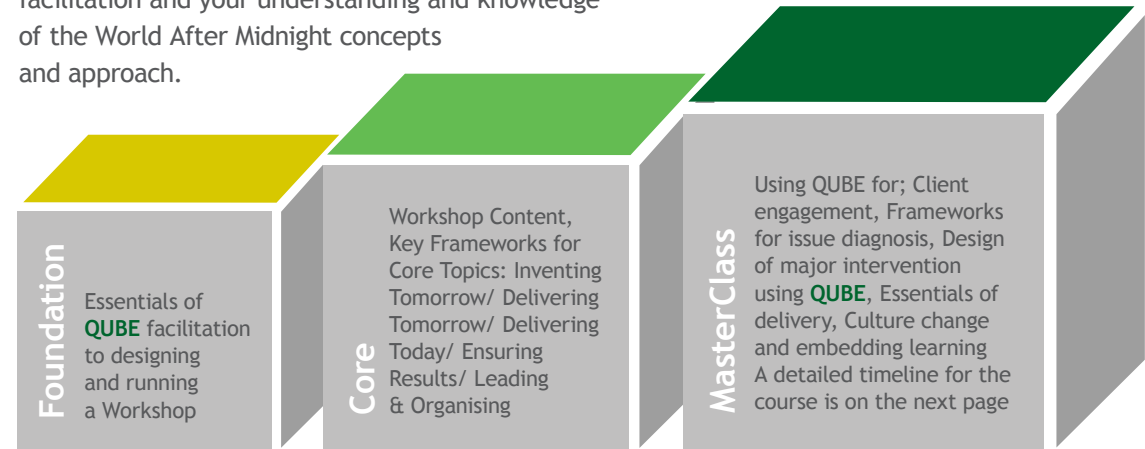 facilitation and your understanding and knowledge
of the World After Midnight concepts
and approach.
Foundation
Essentials of
QUBE facilitation
to designing
and running
a Workshop
Core
Workshop Content,
Key Frameworks for
Core Topics: Inventing
Tomorrow/ Delivering
Tomorrow/ Delivering
Today/ Ensuring
Results/ Leading
& Organising
MasterClass
Using QUBE for; Client
engagement, Frameworks
for issue diagnosis, Design
of major intervention
using QUBE, Essentials of
delivery, Culture change
and embedding learning
A detailed timeline for the
course is on the next page